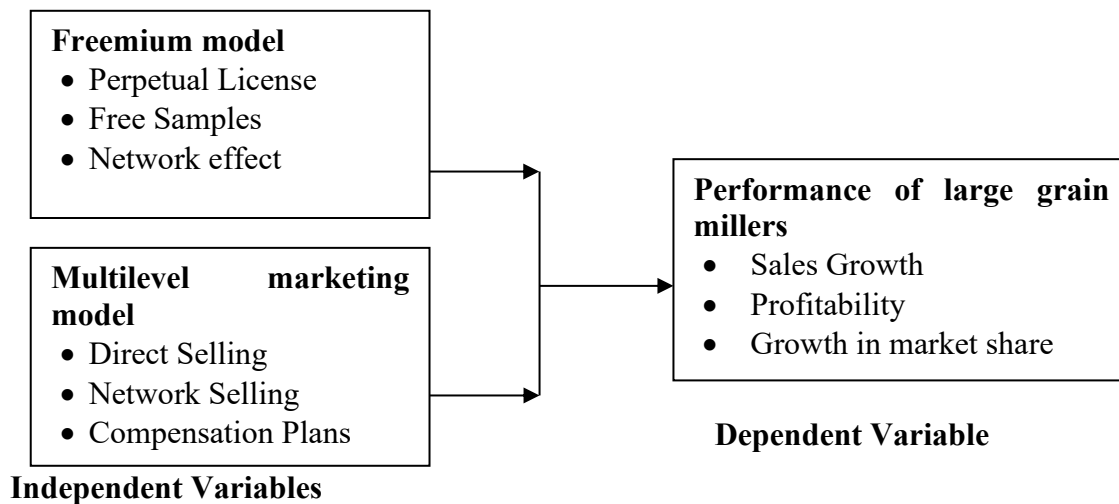 Freemium model
• Perpetual License
• Free Samples
• Network effect
Multilevel marketing
model
• Direct Selling
• Network Selling
• Compensation Plans
Independent Variables
Performance of large grain
millers
• Sales Growth
• Profitability
• Growth in market share
Dependent Variable